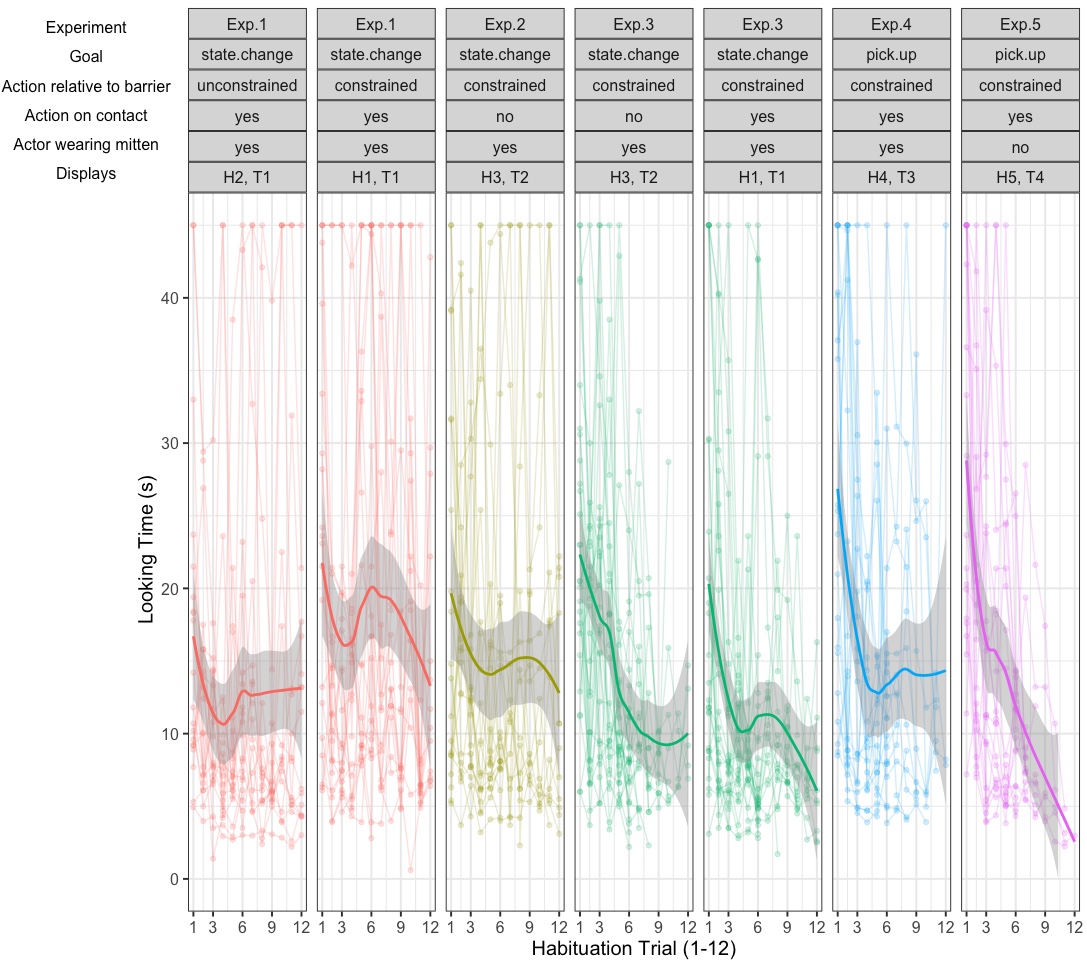 Experiment Exp.1 Exp.1 Exp.2 Exp.3 Exp.3 Exp.4 Exp.5
Goal state.change state.change state.change state.change state.change pick.up pick.up
Action relative to barrier unconstrained constrained constrained constrained constrained constrained constrained
Action on contact yes yes no no yes yes yes
Actor wearing mitten yes yes yes yes yes yes no
Displays H2, T1 H1, T1 H3, T2 H3, T2 H1, T1 H4, T3 H5, T4
40
30
20
10
0
Looking Time (s)
1 3 6 9 12 1 3 6 9 12 1 3 6 9 12 1 3 6 9 12 1 3 6 9 12 1 3 6 9 12 1 3 6 9 12
Habituation Trial (1-12)